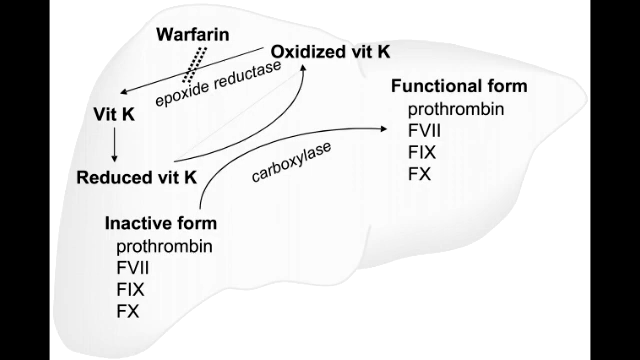 Warfarin
Oxidized vit K
epoxide reductase
Vit K
Reduced vit K
carboxylase
Functional form
prothrombin
FVII
FIX
FX
Inactive form
prothrombin
FVII
FIX
FX